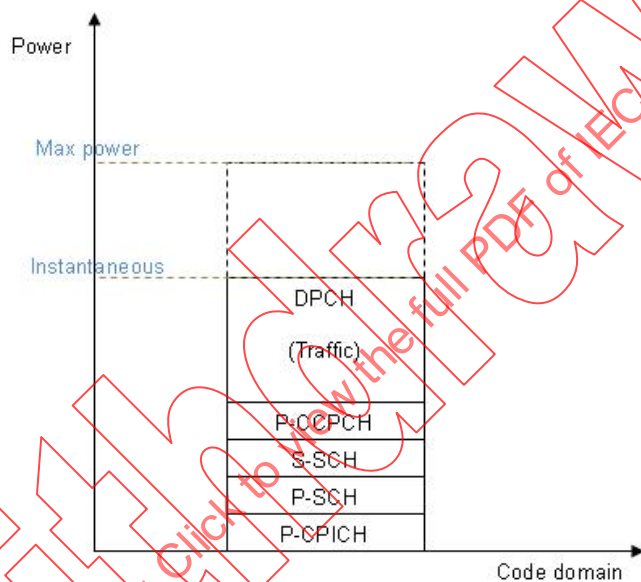 Power
Max power
Instantaneous
DPCH
(Traffic)
P-CCPCH
S-SCH
P-SCH
P-CPICH
Code domain
Click to view the full PDF of IEC